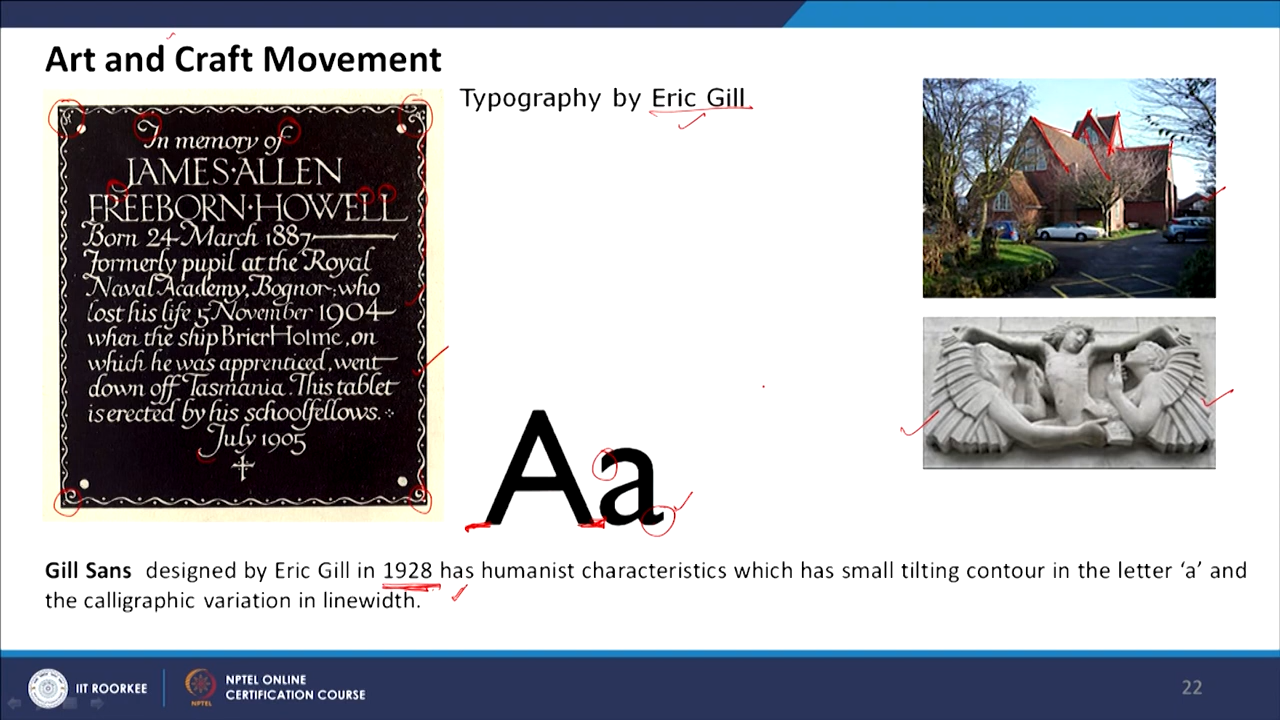 Art and Craft Movement
Typography by Eric Gill
In memory of
JAMES·ALLEN
FREEBORN·HOWELL
Born 24 March 1887
formerly pupil at the Royal
Naval Academy, Bognor; who
lost his life 5 November 1904
when the ship Brier Holme, on
which he was apprenticed, went
down off Tasmania. This tablet
is erected by his schoolfellows.
July 1905
Aa
Gill Sans designed by Eric Gill in 1928 has humanist characteristics which has small tilting contour in the letter ‘a’ and
the calligraphic variation in linewidth.
IIT ROORKEE
NPTEL
NPTEL ONLINE
CERTIFICATION COURSE
22